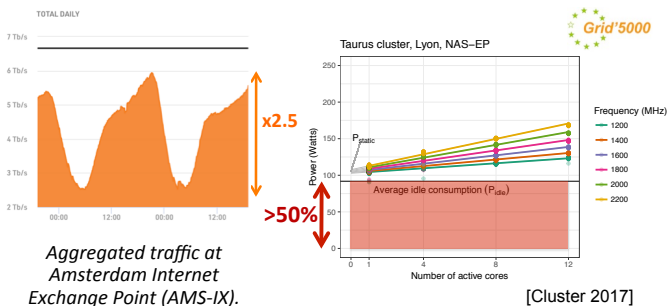 TOTAL DAILY
7 Tb/s
6 Tb/s
5 Tb/s
4 Tb/s
3 Tb/s
2 Tb/s
00:00 12:00 00:00 12:00
x2.5
Aggregated traffic at
Amsterdam Internet
Exchange Point (AMS-IX).
Grid'5000
Taurus cluster, Lyon, NAS–EP
Power (Watts)
250
200
150
100
50
0
Pstatic
Average idle consumption (Pidle)
>50%
0 1 4 8 12
Number of active cores
Frequency (MHz)
1200
1400
1600
1800
2000
2200
[Cluster 2017]